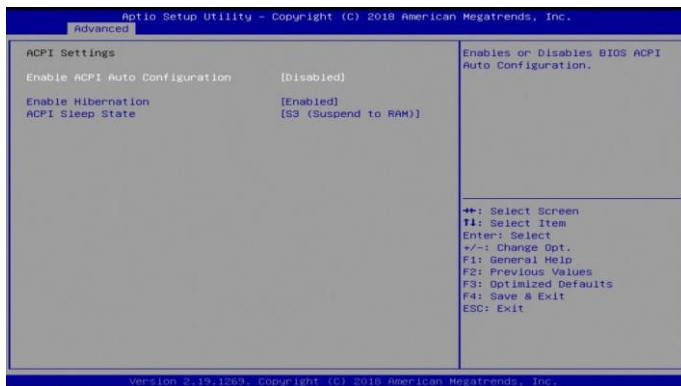 Aptio Setup Utility – Copyright (C) 2018 American Megatrends, Inc.
Advanced
ACPI Settings
Enable ACPI Auto Configuration [Disabled]
Enable Hibernation [Enabled]
ACPI Sleep State [S3 (Suspend to RAM)]
Enables or Disables BIOS ACPI
Auto Configuration.
→←: Select Screen
↑↓: Select Item
Enter: Select
+/-: Change Opt.
F1: General Help
F2: Previous Values
F3: Optimized Defaults
F4: Save & Exit
ESC: Exit
Version 2.19.1269. Copyright (C) 2018 American Megatrends, Inc.